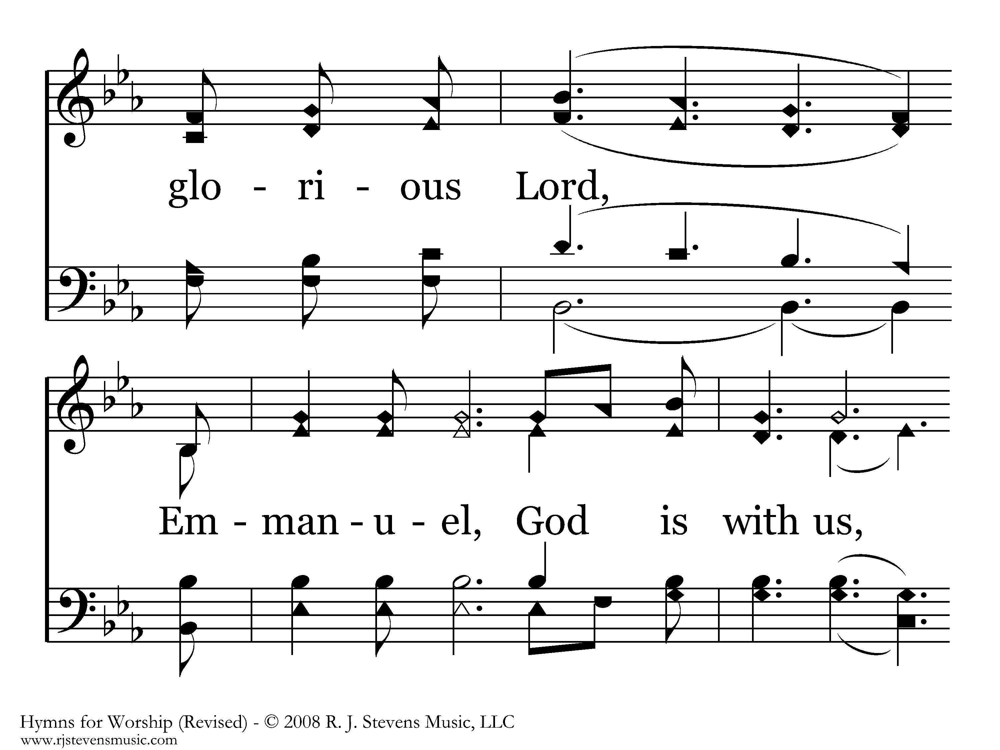 glo - ri - ous Lord,
Em - man - u - el, God is with us,
Hymns for Worship (Revised) - © 2008 R. J. Stevens Music, LLC
www.rjstevensmusic.com